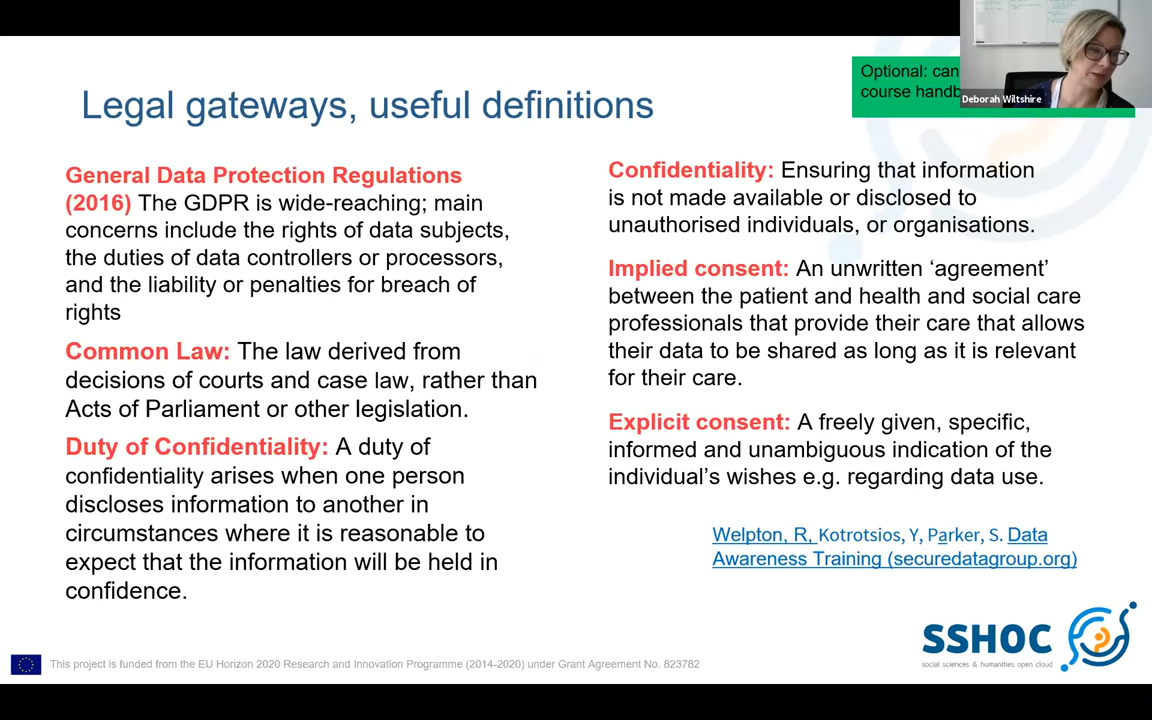 Legal gateways, useful definitions
Optional: can
course handb
Deborah Wiltshire
General Data Protection Regulations
(2016) The GDPR is wide-reaching; main
concerns include the rights of data subjects,
the duties of data controllers or processors,
and the liability or penalties for breach of
rights
Common Law: The law derived from
decisions of courts and case law, rather than
Acts of Parliament or other legislation.
Duty of Confidentiality: A duty of
confidentiality arises when one person
discloses information to another in
circumstances where it is reasonable to
expect that the information will be held in
confidence.
Confidentiality: Ensuring that information
is not made available or disclosed to
unauthorised individuals, or organisations.
Implied consent: An unwritten ‘agreement’
between the patient and health and social care
professionals that provide their care that allows
their data to be shared as long as it is relevant
for their care.
Explicit consent: A freely given, specific,
informed and unambiguous indication of the
individual’s wishes e.g. regarding data use.
Welpton, R, Kotrotsios, Y, Parker, S. Data
Awareness Training (securedatagroup.org)
SSHOC
social sciences & humanities open cloud
This project is funded from the EU Horizon 2020 Research and Innovation Programme (2014-2020) under Grant Agreement No. 823782